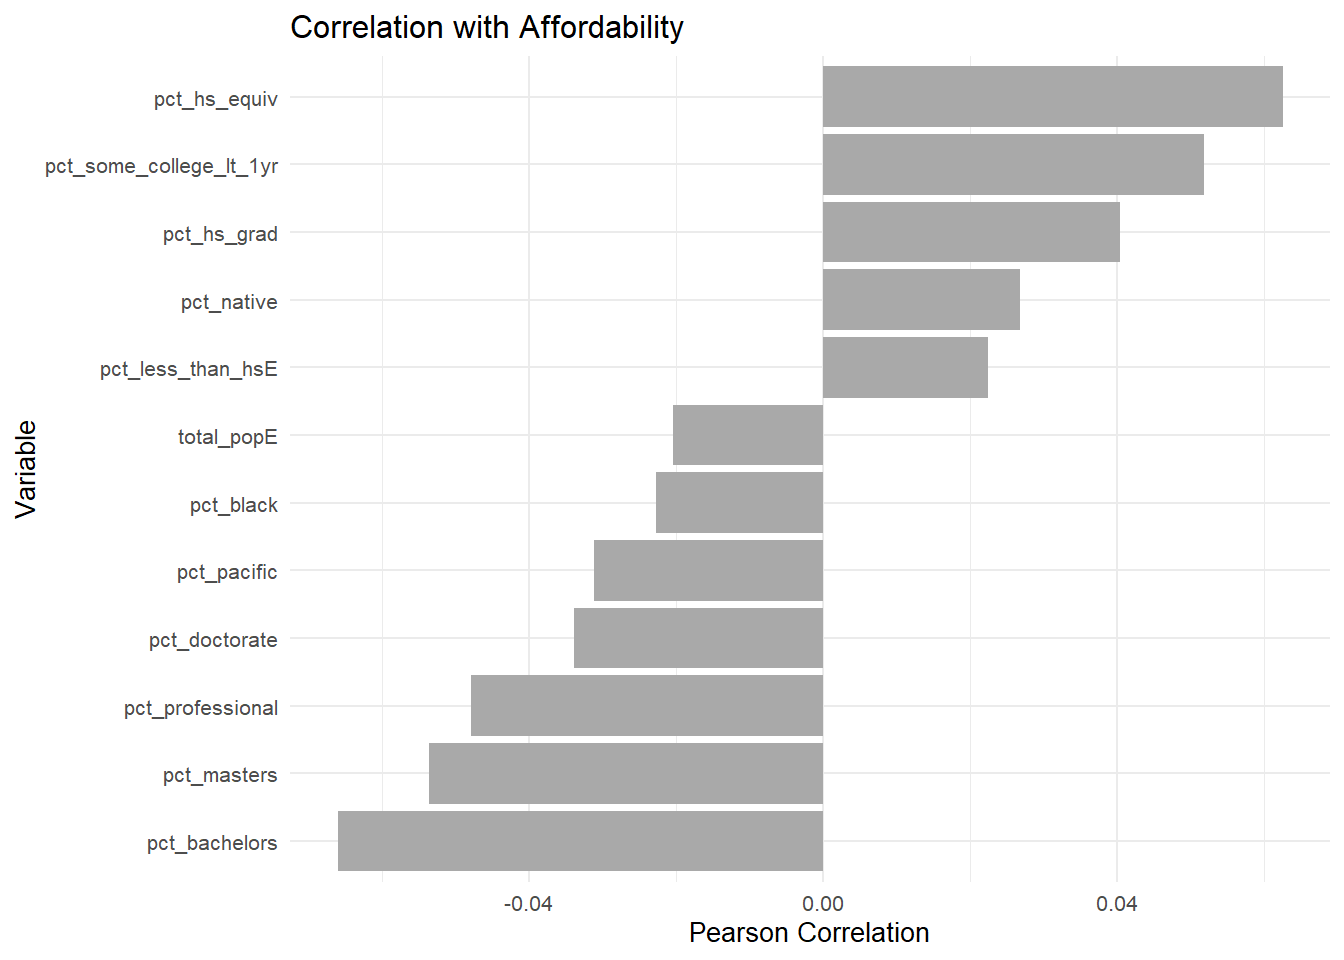 Correlation with Affordability
pct_hs_equiv
pct_some_college_lt_1yr
pct_hs_grad
pct_native
pct_less_than_hsE
total_popE
pct_black
pct_pacific
pct_doctorate
pct_professional
pct_masters
pct_bachelors
Variable
-0.04 0.00 0.04
Pearson Correlation